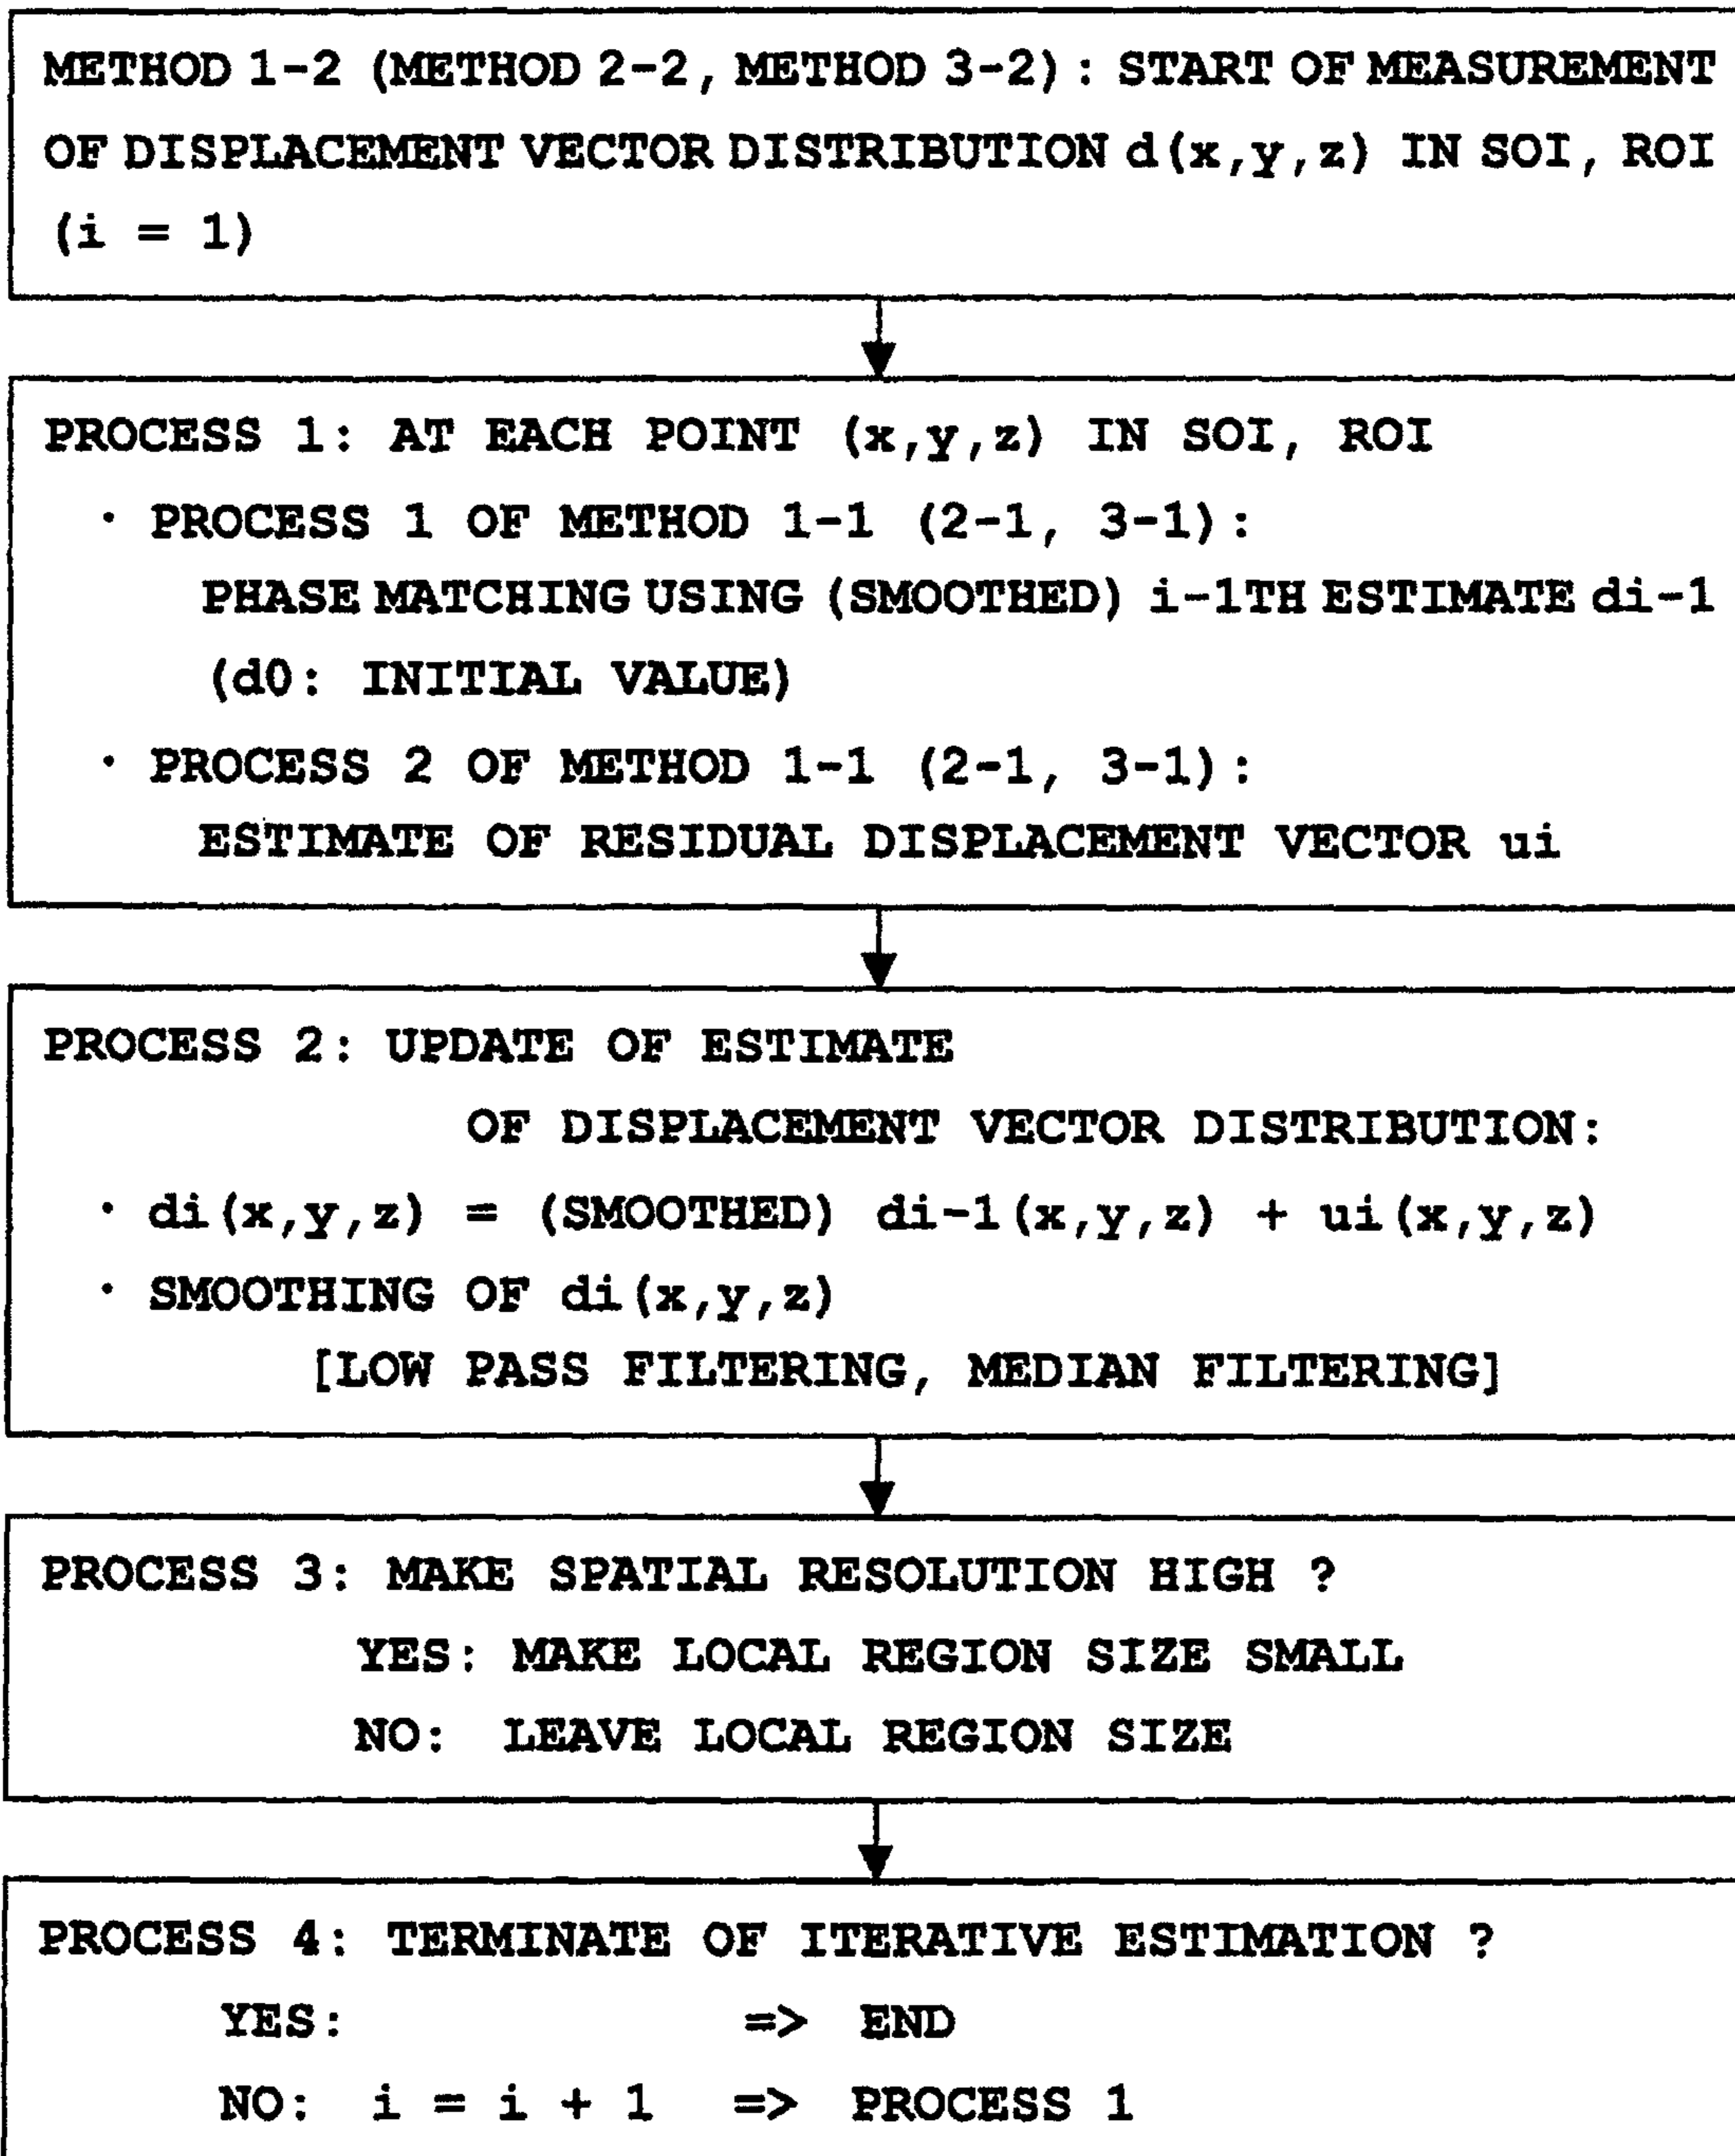 METHOD 1-2 (METHOD 2-2, METHOD 3-2): START OF MEASUREMENT
OF DISPLACEMENT VECTOR DISTRIBUTION d(x,y,z) IN SOI, ROI
(i = 1)
PROCESS 1: AT EACH POINT (x,y,z) IN SOI, ROI
· PROCESS 1 OF METHOD 1-1 (2-1, 3-1):
PHASE MATCHING USING (SMOOTHED) i-1TH ESTIMATE di-1
(d0: INITIAL VALUE)
· PROCESS 2 OF METHOD 1-1 (2-1, 3-1):
ESTIMATE OF RESIDUAL DISPLACEMENT VECTOR ui
PROCESS 2: UPDATE OF ESTIMATE
OF DISPLACEMENT VECTOR DISTRIBUTION:
· di(x,y,z) = (SMOOTHED) di-1(x,y,z) + ui(x,y,z)
· SMOOTHING OF di(x,y,z)
[LOW PASS FILTERING, MEDIAN FILTERING]
PROCESS 3: MAKE SPATIAL RESOLUTION HIGH ?
YES: MAKE LOCAL REGION SIZE SMALL
NO: LEAVE LOCAL REGION SIZE
PROCESS 4: TERMINATE OF ITERATIVE ESTIMATION ?
YES: => END
NO: i = i + 1 => PROCESS 1